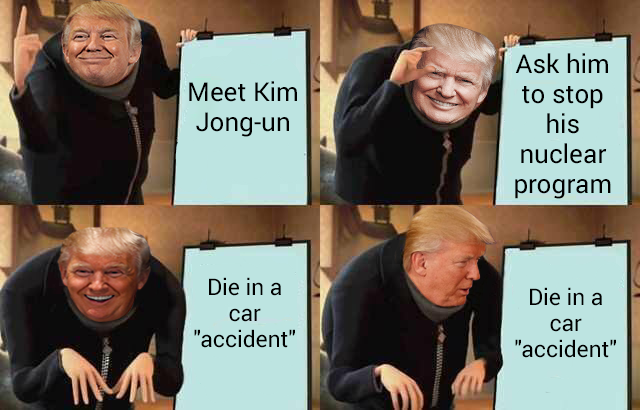 Meet Kim
Jong-un
Ask him
to stop
his
nuclear
program
Die in a
car
"accident"
Die in a
car
"accident"